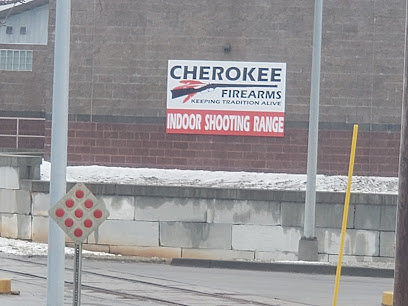 CHEROKEE
FIREARMS
KEEPING TRADITION ALIVE
INDOOR SHOOTING RANGE